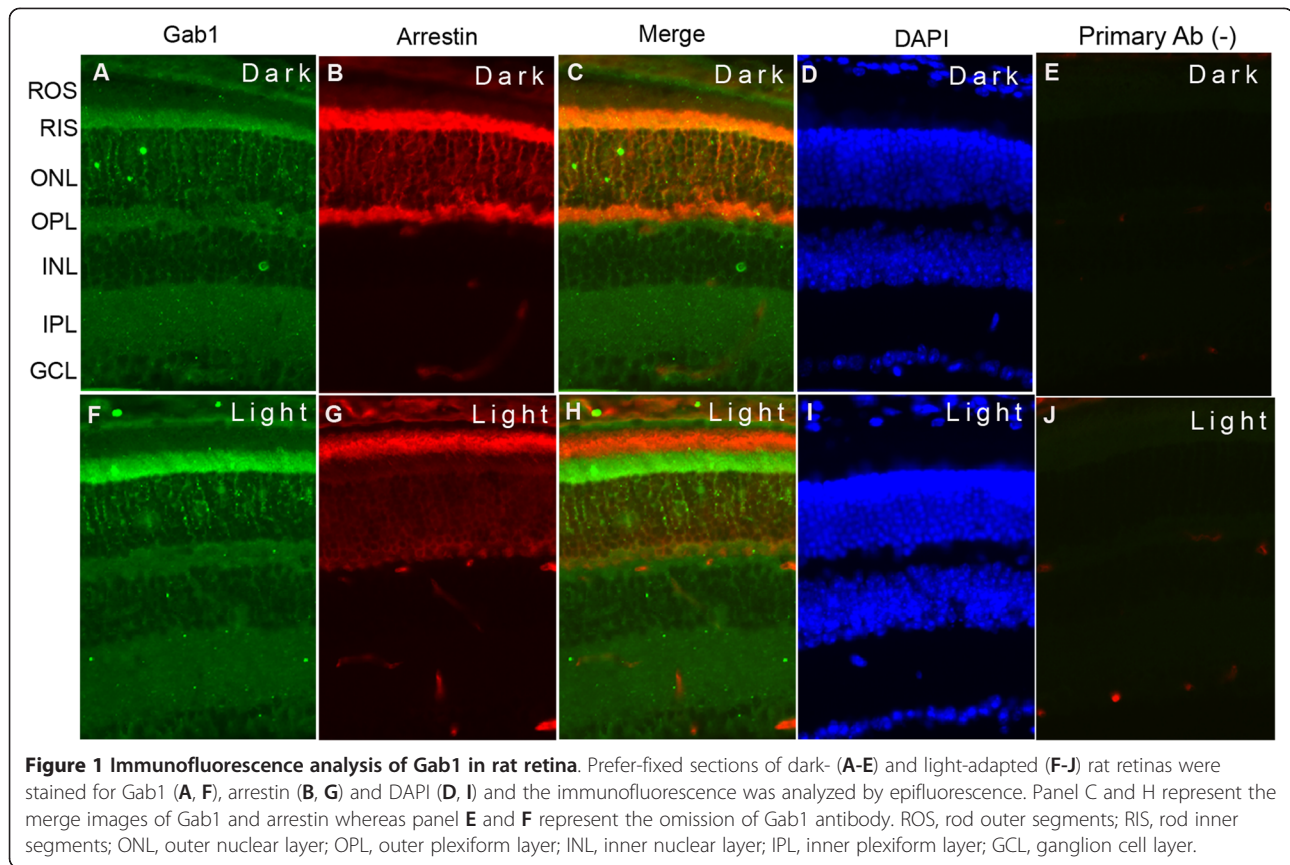 Gab1 Arrestin Merge DAPI Primary Ab (-)
A Dark B Dark C Dark D Dark E Dark
ROS
RIS
ONL
OPL
INL
IPL
GCL
F Light G Light H Light I Light J Light
Figure 1 Immunofluorescence analysis of Gab1 in rat retina. Prefer-fixed sections of dark- (A-E) and light-adapted (F-J) rat retinas were
stained for Gab1 (A, F), arrestin (B, G) and DAPI (D, I) and the immunofluorescence was analyzed by epifluorescence. Panel C and H represent the
merge images of Gab1 and arrestin whereas panel E and F represent the omission of Gab1 antibody. ROS, rod outer segments; RIS, rod inner
segments; ONL, outer nuclear layer; OPL, outer plexiform layer; INL, inner nuclear layer; IPL, inner plexiform layer; GCL, ganglion cell layer.